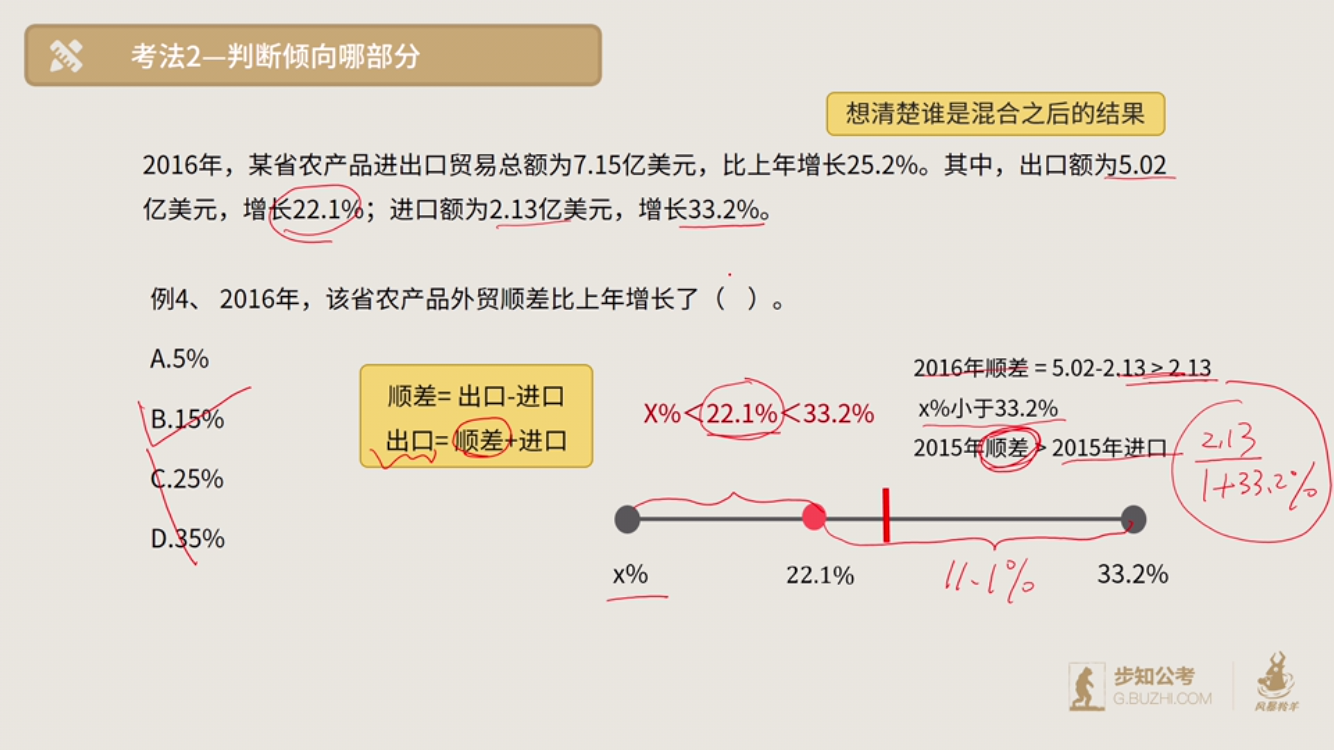 考法2—判断倾向哪部分
想清楚谁是混合之后的结果
2016年，某省农产品进出口贸易总额为7.15亿美元，比上年增长25.2%。其中，出口额为5.02
亿美元，增长22.1%；进口额为2.13亿美元，增长33.2%。
例4、 2016年，该省农产品外贸顺差比上年增长了（ ）。
A.5%
B.15%
C.25%
D.35%
顺差= 出口-进口
出口= 顺差+进口
X%＜22.1%＜33.2%
2016年顺差 = 5.02-2.13 > 2.13
x%小于33.2%
2015年顺差 > 2015年进口
2.13
1+33.2%
x%
22.1%
11.1%
33.2%
步知公考
G.BUZHI.COM
风暴羚羊